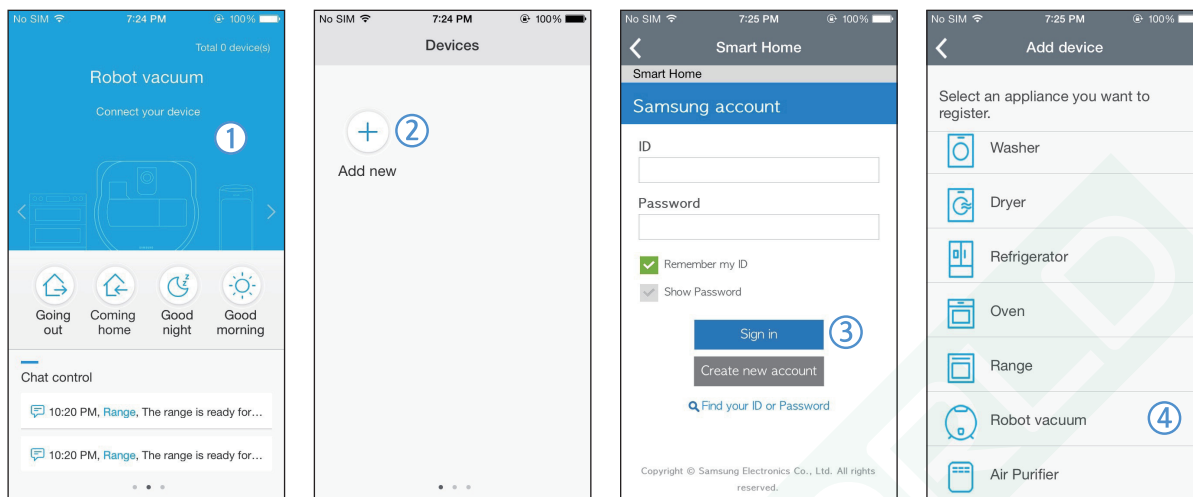 No SIM 7:24 PM 100%
Total 0 device(s)
Robot vacuum
Connect your device
①
Going out
Coming home
Good night
Good morning
Chat control
10:20 PM, Range, The range is ready for...
10:20 PM, Range, The range is ready for...
No SIM 7:24 PM 100%
Devices
②
Add new
No SIM 7:25 PM 100%
Smart Home
Smart Home
Samsung account
ID
Password
Remember my ID
Show Password
Sign in
③
Create new account
Find your ID or Password
Copyright © Samsung Electronics Co., Ltd. All rights
reserved.
No SIM 7:25 PM 100%
Add device
Select an appliance you want to
register.
Washer
Dryer
Refrigerator
Oven
Range
Robot vacuum
④
Air Purifier